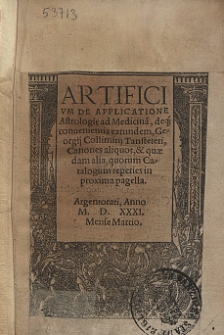 53713
ARTIFICI
VM DE APPLICATIONE
Astrologiæ ad Medicinā, deq̃
conuenientia earundem, Ge-
orgij Collimitij Tansteteri,
Canones aliquot, & quæ
dam alia, quorum Ca-
talogum reperies in
proxima pagella.
Argentorati, Anno
M. D. XXXI.
Mense Martio.